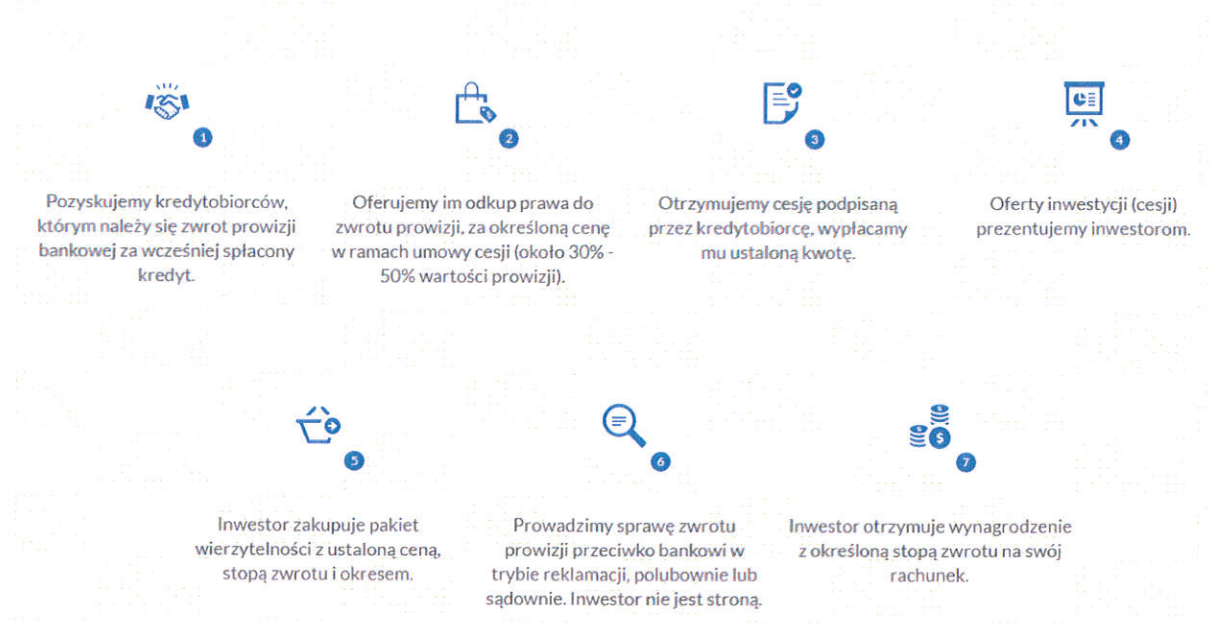 1
2
3
4
Pozyskujemy kredytobiorców,
którym należy się zwrot prowizji
bankowej za wcześniej spłacony
kredyt.
Oferujemy im odkup prawa do
zwrotu prowizji, za określoną cenę
w ramach umowy cesji (około 30% -
50% wartości prowizji).
Otrzymujemy cesję podpisaną
przez kredytobiorcę, wypłacamy
mu ustaloną kwotę.
Oferty inwestycji (cesji)
prezentujemy inwestorom.
5
6
7
Inwestor zakupuje pakiet
wierzytelności z ustaloną ceną,
stopą zwrotu i okresem.
Prowadzimy sprawę zwrotu
prowizji przeciwko bankowi w
trybie reklamacji, polubownie lub
sądownie. Inwestor nie jest stroną.
Inwestor otrzymuje wynagrodzenie
z określoną stopą zwrotu na swój
rachunek.